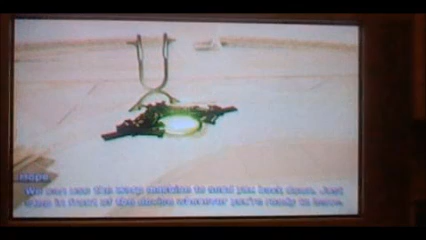 Hope
We can use the warp machine to send you back down. Just
stand in front of the device whenever you're ready to leave.